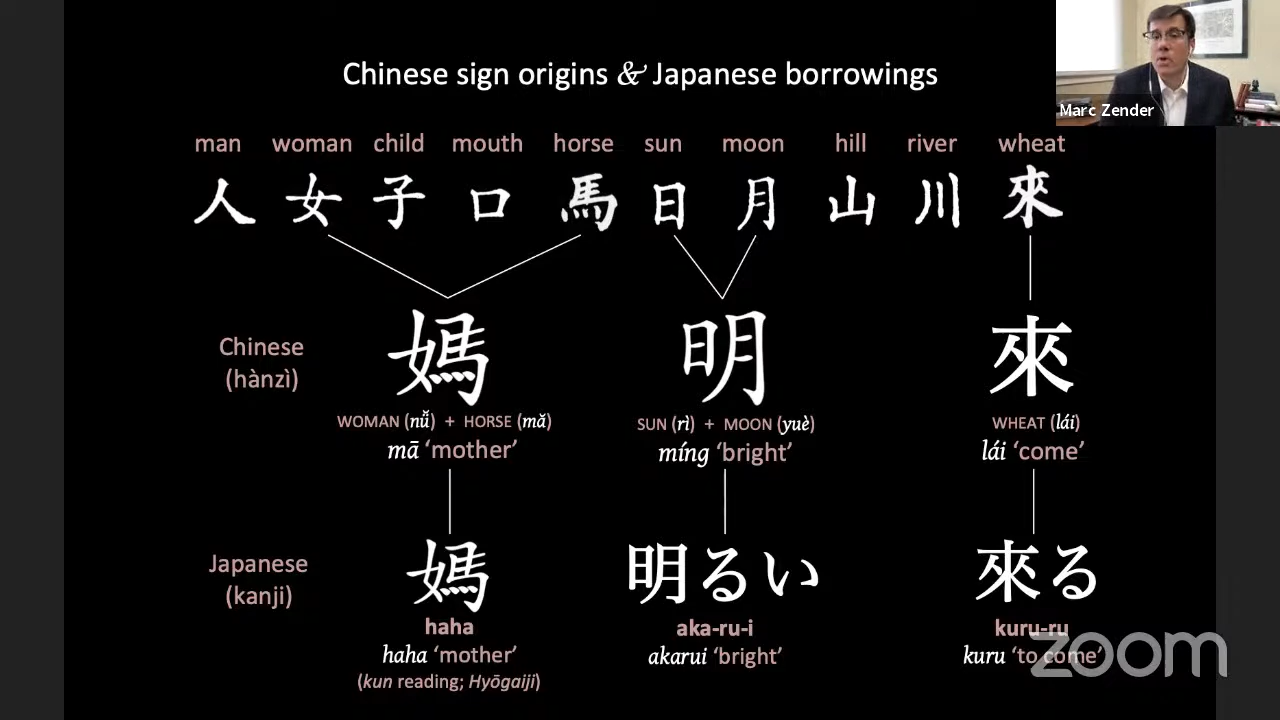 Marc Zender
Chinese sign origins & Japanese borrowings
man woman child mouth horse sun moon hill river wheat
人 女 子 口 馬 日 月 山 川 來
Chinese
(hànzì)
媽 明 來
WOMAN (nǚ) + HORSE (mǎ) SUN (rì) + MOON (yuè) WHEAT (lái)
mā ‘mother’ míng ‘bright’ lái ‘come’
Japanese
(kanji)
媽 明るい 來る
haha aka-ru-i kuru-ru
haha ‘mother’ akarui ‘bright’ kuru ‘to come’
(kun reading; Hyōgaiji)
zoom